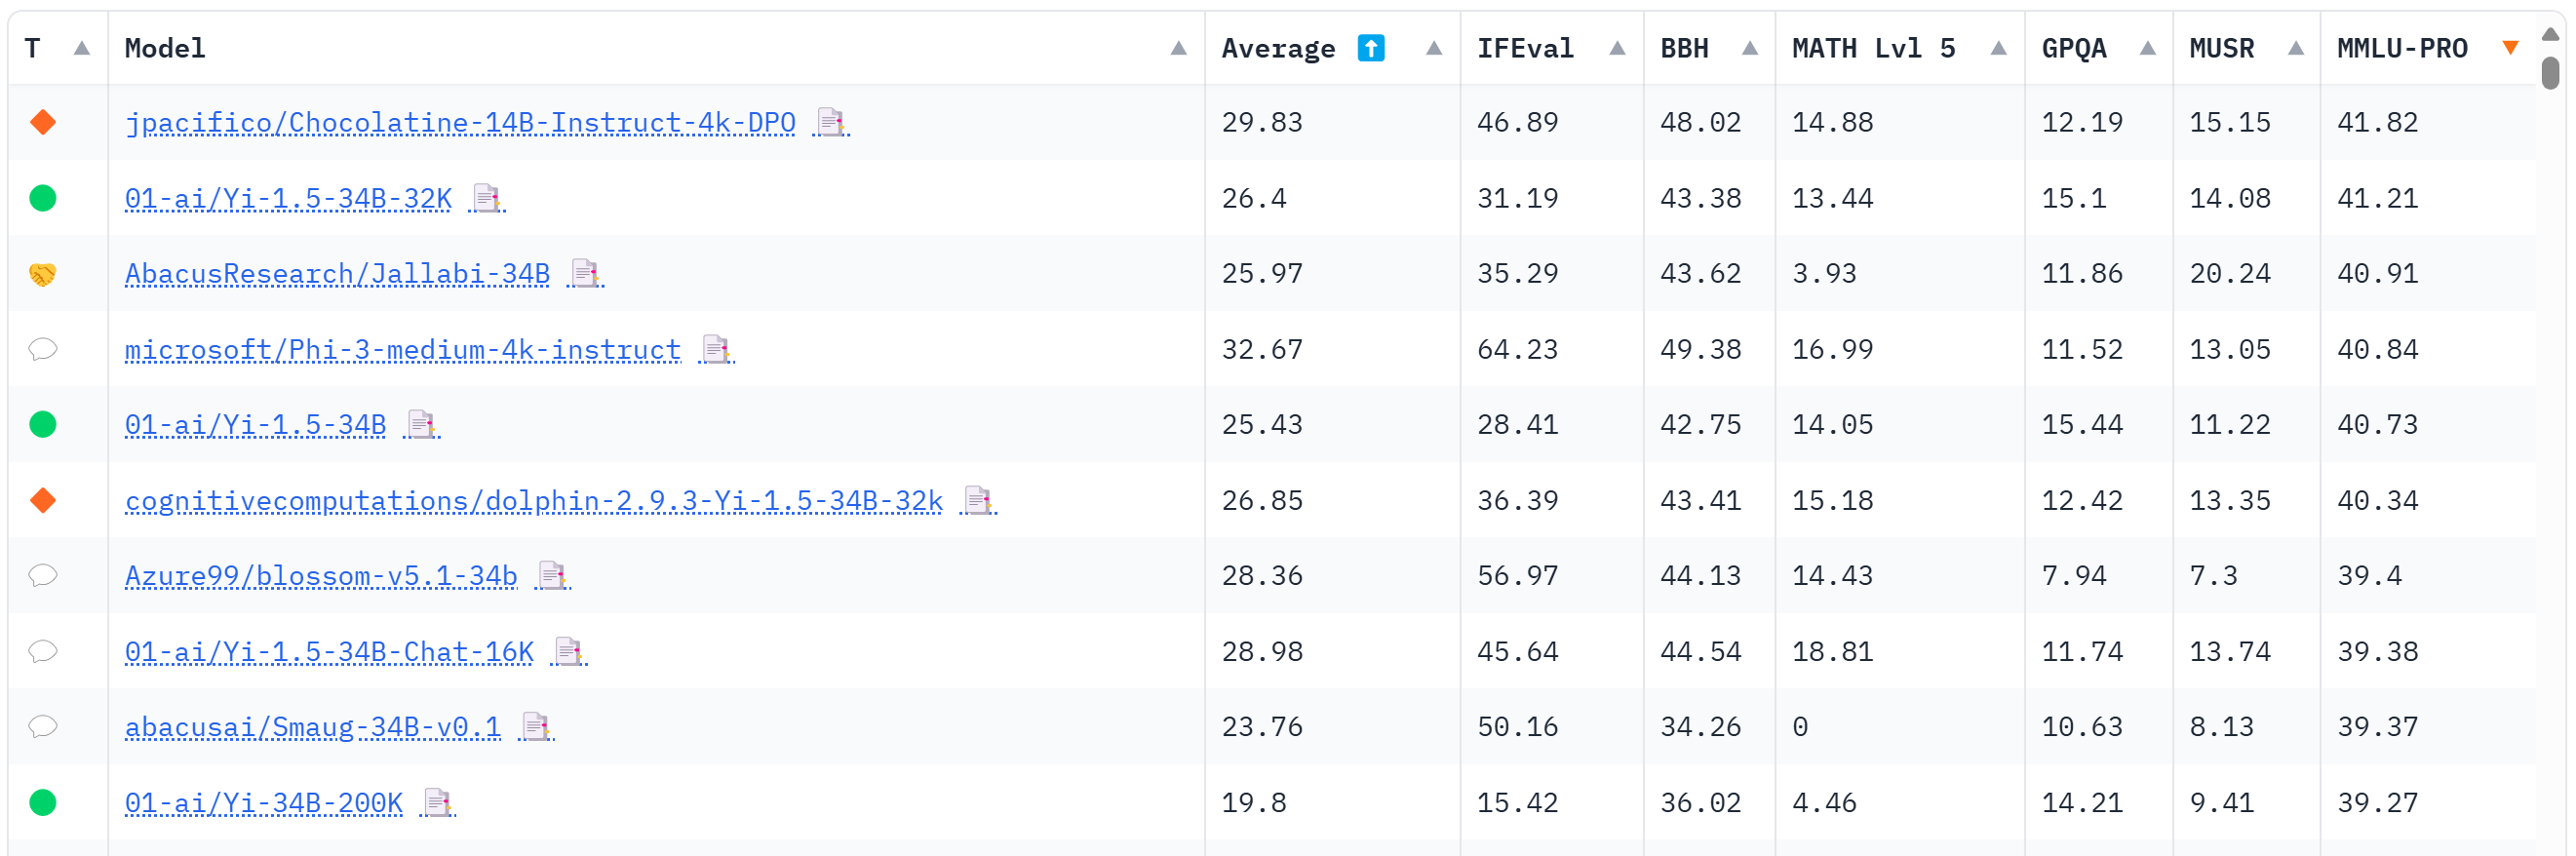 T Model Average IFEval BBH MATH Lvl 5 GPQA MUSR MMLU-PRO
jpacifico/Chocolatine-14B-Instruct-4k-DPO 29.83 46.89 48.02 14.88 12.19 15.15 41.82
01-ai/Yi-1.5-34B-32K 26.4 31.19 43.38 13.44 15.1 14.08 41.21
AbacusResearch/Jallabi-34B 25.97 35.29 43.62 3.93 11.86 20.24 40.91
microsoft/Phi-3-medium-4k-instruct 32.67 64.23 49.38 16.99 11.52 13.05 40.84
01-ai/Yi-1.5-34B 25.43 28.41 42.75 14.05 15.44 11.22 40.73
cognitivecomputations/dolphin-2.9.3-Yi-1.5-34B-32k 26.85 36.39 43.41 15.18 12.42 13.35 40.34
Azure99/blossom-v5.1-34b 28.36 56.97 44.13 14.43 7.94 7.3 39.4
01-ai/Yi-1.5-34B-Chat-16K 28.98 45.64 44.54 18.81 11.74 13.74 39.38
abacusai/Smaug-34B-v0.1 23.76 50.16 34.26 0 10.63 8.13 39.37
01-ai/Yi-34B-200K 19.8 15.42 36.02 4.46 14.21 9.41 39.27